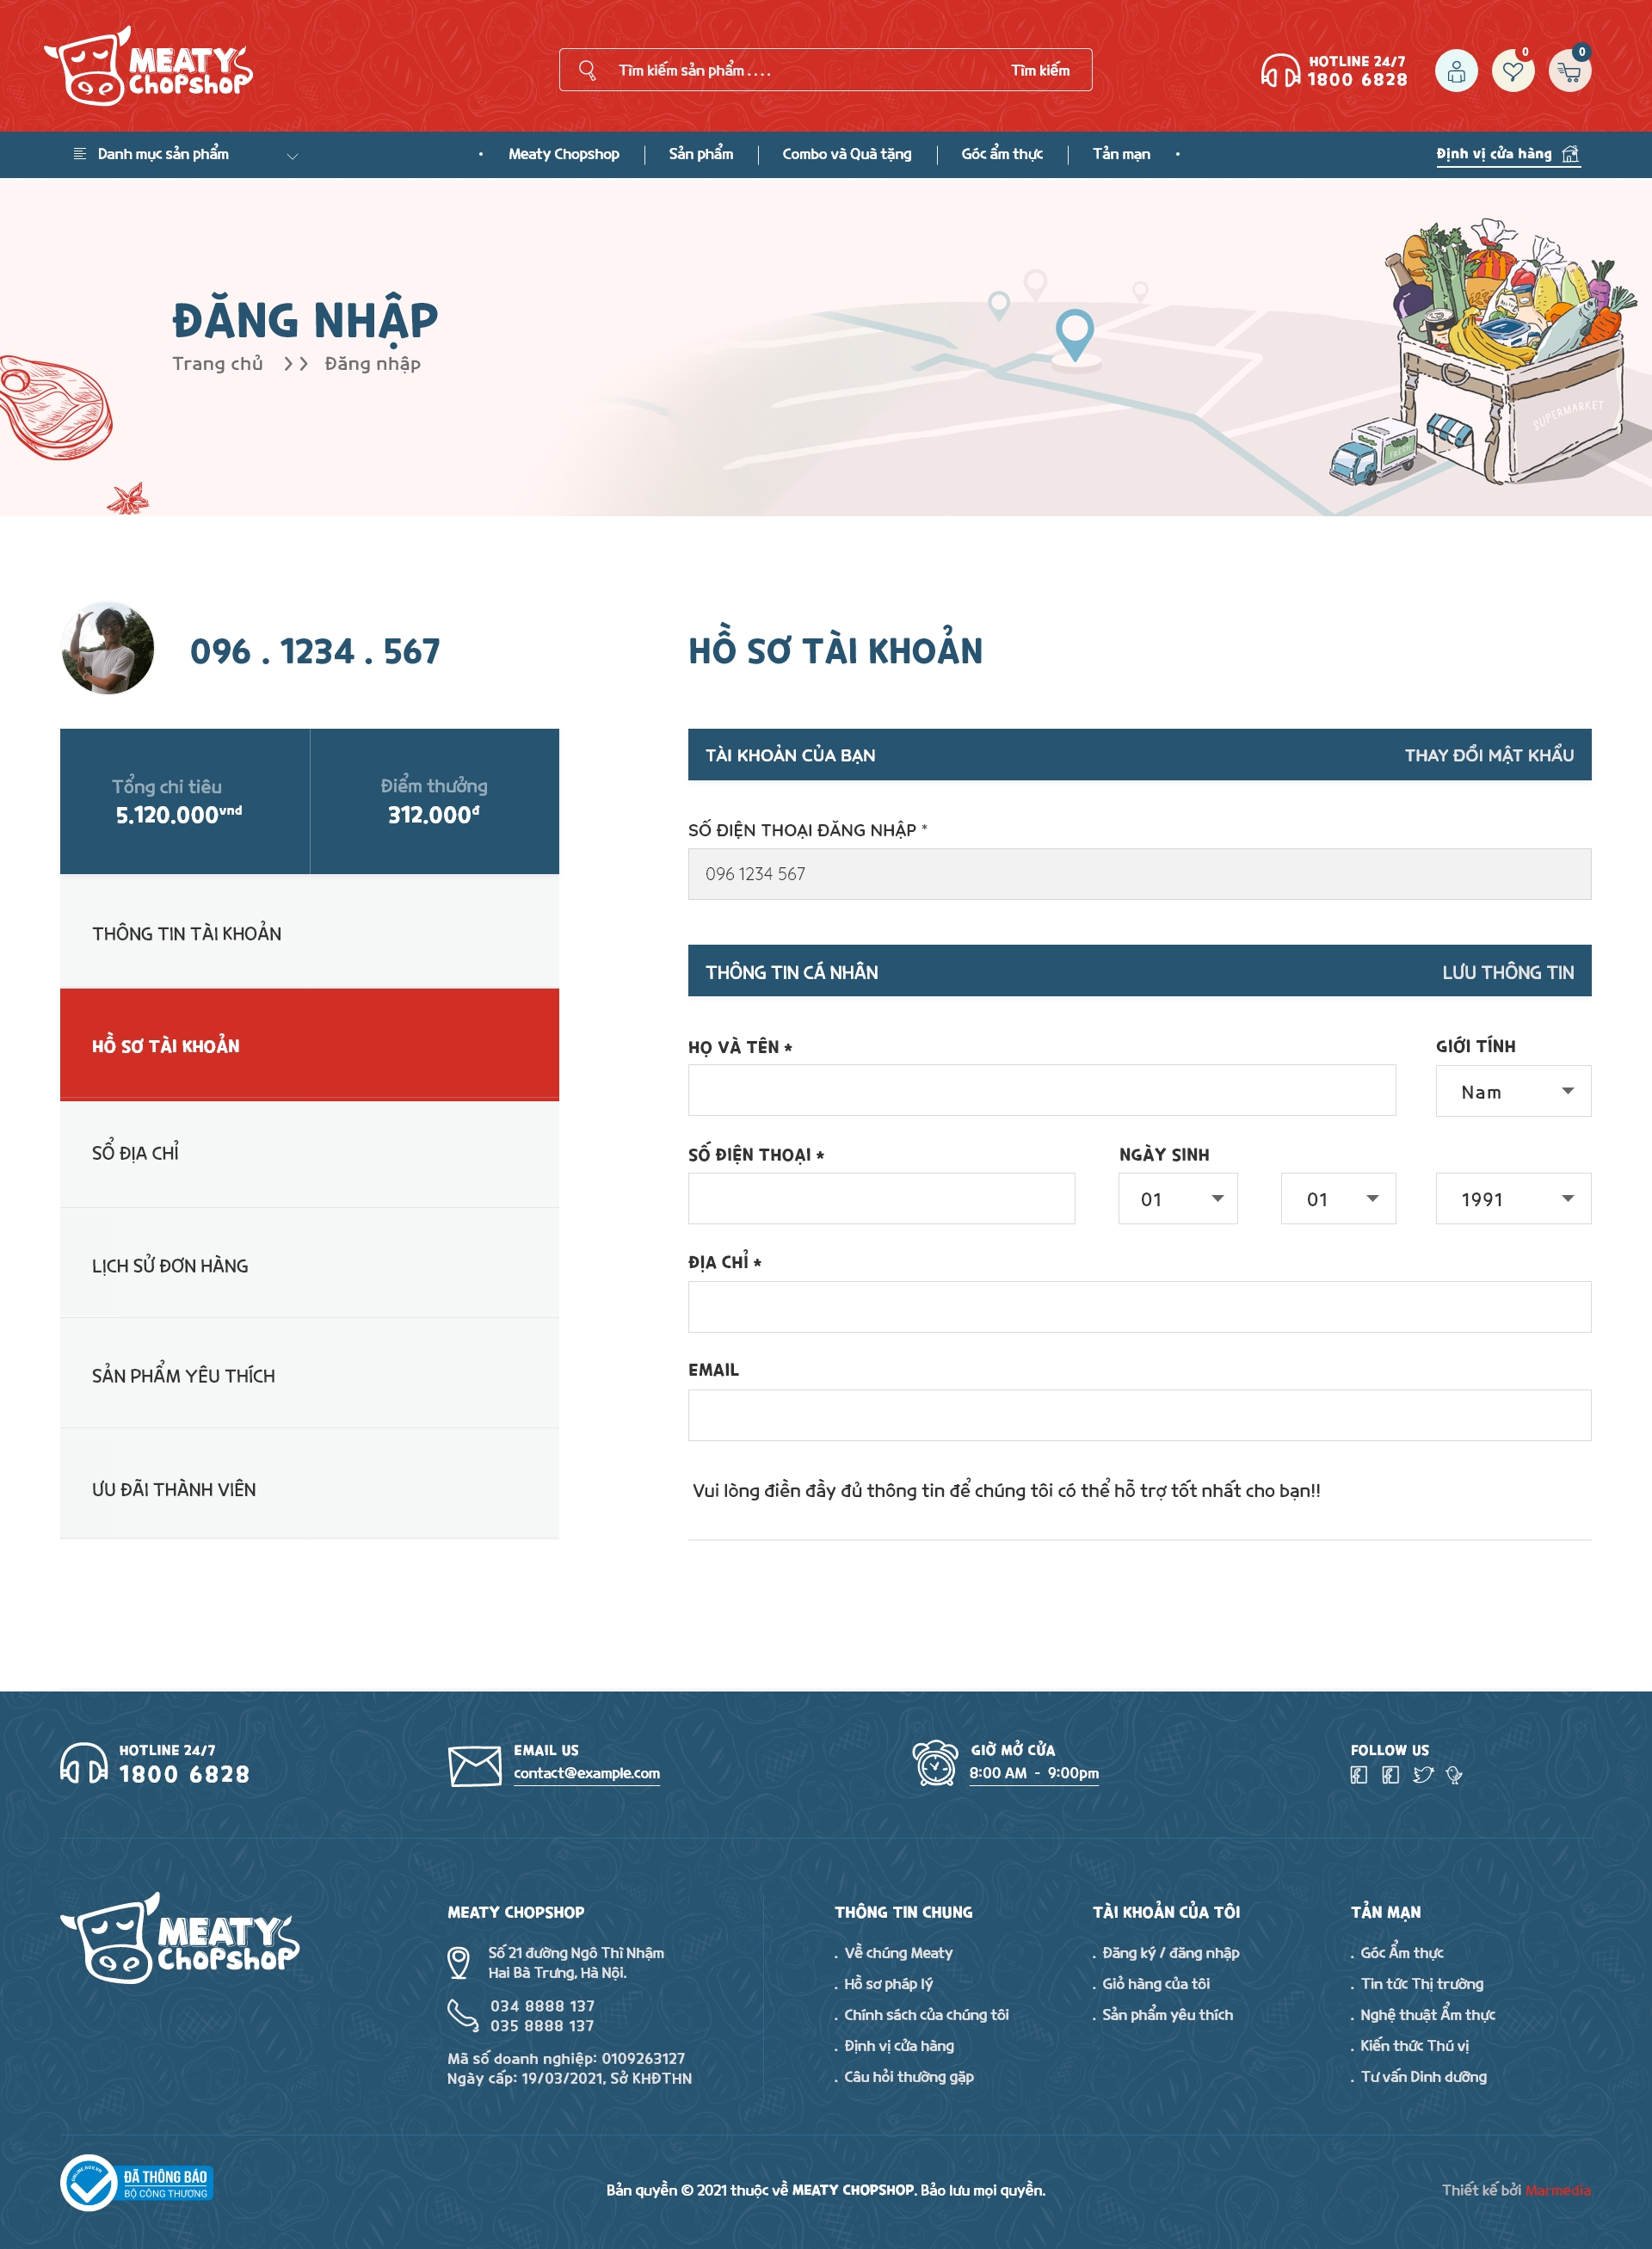 MEATY
ChopshoP
Tìm kiếm sản phẩm . . . .
Tìm kiếm
HOTLINE 24/7
1800 6828
0
0
Danh mục sản phẩm
Meaty Chopshop
Sản phẩm
Combo và Quà tặng
Góc ẩm thực
Tản mạn
Định vị cửa hàng
ĐĂNG NHẬP
Trang chủ >> Đăng nhập
SUPERMARKET
FRESH
096 . 1234 . 567
HỒ SƠ TÀI KHOẢN
Tổng chi tiêu
5.120.000vnd
Điểm thưởng
312.000đ
THÔNG TIN TÀI KHOẢN
HỒ SƠ TÀI KHOẢN
SỔ ĐỊA CHỈ
LỊCH SỬ ĐƠN HÀNG
SẢN PHẨM YÊU THÍCH
ƯU ĐÃI THÀNH VIÊN
TÀI KHOẢN CỦA BẠN
THAY ĐỔI MẬT KHẨU
SỐ ĐIỆN THOẠI ĐĂNG NHẬP *
096 1234 567
THÔNG TIN CÁ NHÂN
LƯU THÔNG TIN
HỌ VÀ TÊN *
GIỚI TÍNH
Nam
SỐ ĐIỆN THOẠI *
NGÀY SINH
01
01
1991
ĐỊA CHỈ *
EMAIL
Vui lòng điền đầy đủ thông tin để chúng tôi có thể hỗ trợ tốt nhất cho bạn!!
HOTLINE 24/7
1800 6828
EMAIL US
contact@example.com
GIỜ MỞ CỬA
8:00 AM - 9:00pm
FOLLOW US
MEATY
ChopshoP
MEATY CHOPSHOP
Số 21 đường Ngô Thì Nhậm
Hai Bà Trưng, Hà Nội.
034 8888 137
035 8888 137
Mã số doanh nghiệp: 0109263127
Ngày cấp: 19/03/2021, Sở KHĐTHN
THÔNG TIN CHUNG
. Về chúng Meaty
. Hồ sơ pháp lý
. Chính sách của chúng tôi
. Định vị cửa hàng
. Câu hỏi thường gặp
TÀI KHOẢN CỦA TÔI
. Đăng ký / đăng nhập
. Giỏ hàng của tôi
. Sản phẩm yêu thích
TẢN MẠN
. Góc Ẩm thực
. Tin tức Thị trường
. Nghệ thuật Ẩm thực
. Kiến thức Thú vị
. Tư vấn Dinh dưỡng
ONLINE.GOV.VN
ĐÃ THÔNG BÁO
BỘ CÔNG THƯƠNG
Bản quyền © 2021 thuộc về MEATY CHOPSHOP. Bảo lưu mọi quyền.
Thiết kế bởi Marmedia